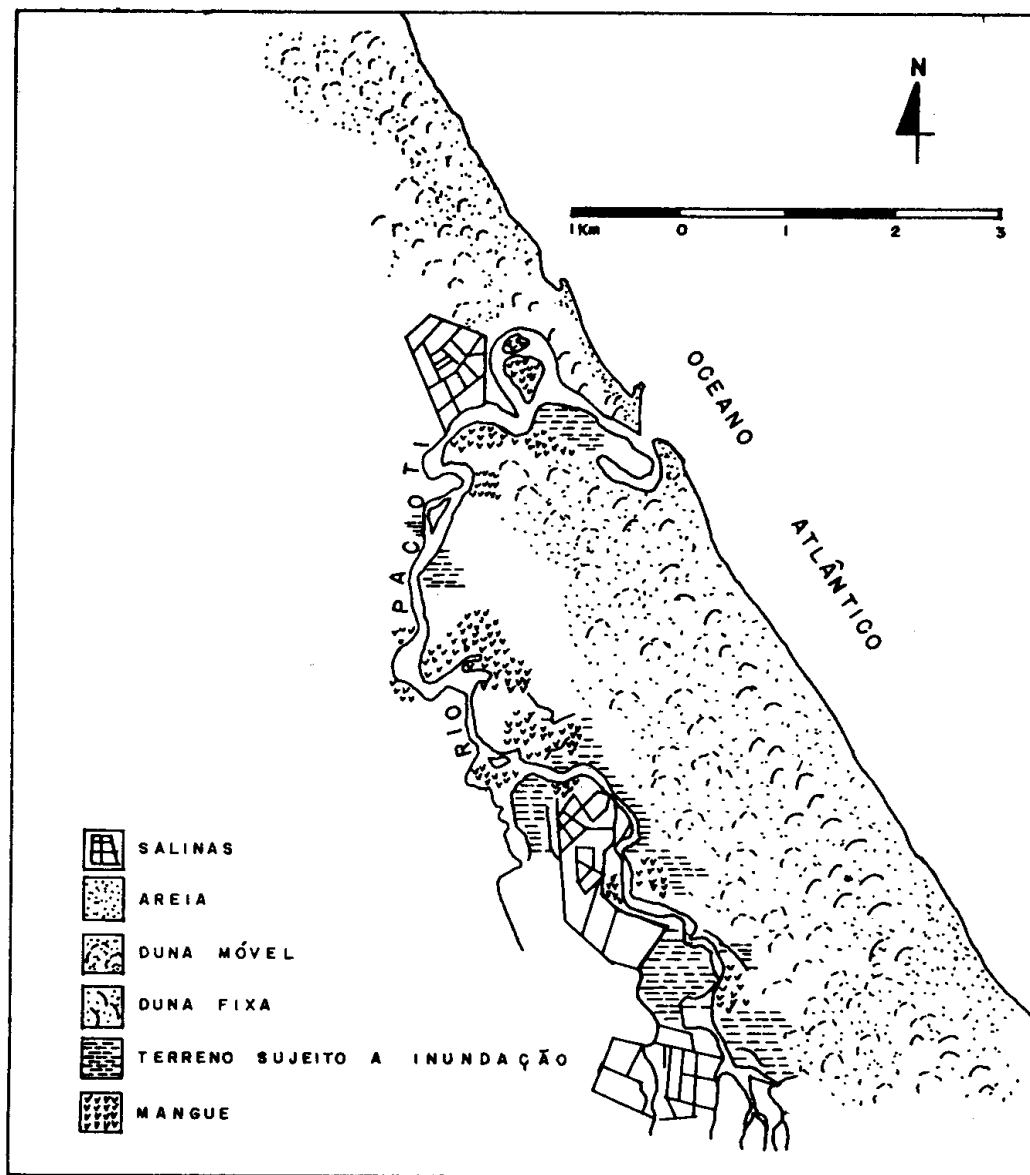 N
1 Km 0 1 2 3
OCEANO
ATLÂNTICO
RIO PACOTI
SALINAS
AREIA
DUNA MÓVEL
DUNA FIXA
TERRENO SUJEITO A INUNDAÇÃO
MANGUE